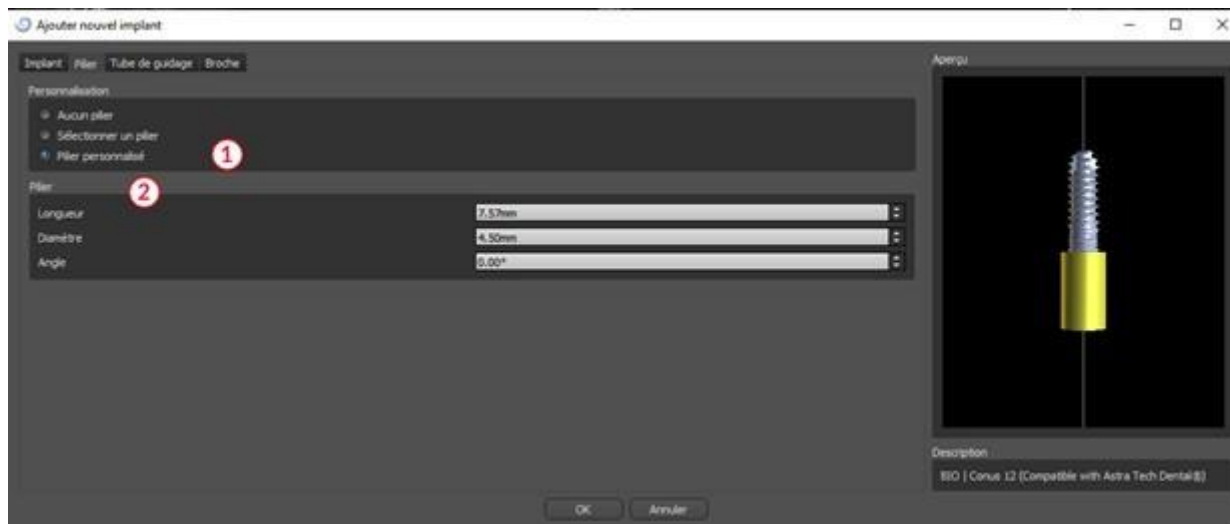 Ajouter nouvel implant
Implant Pilier Tube de guidage Broche
Personnalisation
Aucun pilier
Sélectionner un pilier
Pilier personnalisé
1
Pilier
2
Longueur 7.57mm
Diamètre 4.50mm
Angle 0.00°
Aperçu
Description
BIO | Conus 12 (Compatible with Astra Tech Dental®)
OK Annuler